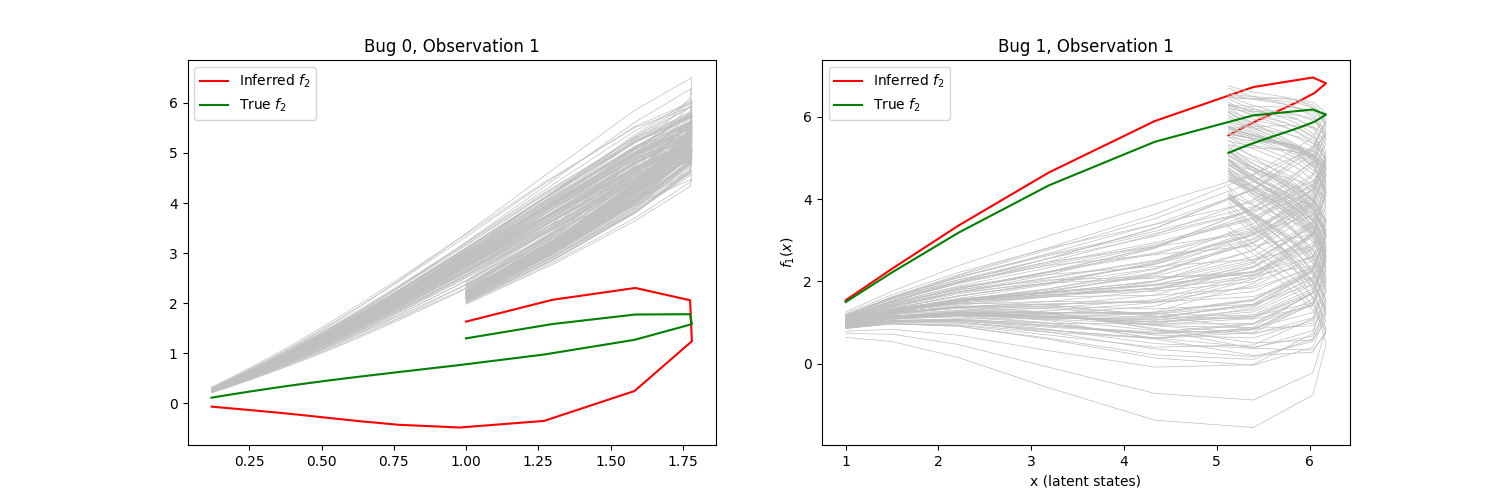 Bug 0, Observation 1
Inferred f₂
True f₂
6
5
4
3
2
1
0
0.25 0.50 0.75 1.00 1.25 1.50 1.75
Bug 1, Observation 1
Inferred f₂
True f₂
f₁(x)
6
4
2
0
1 2 3 4 5 6
x (latent states)